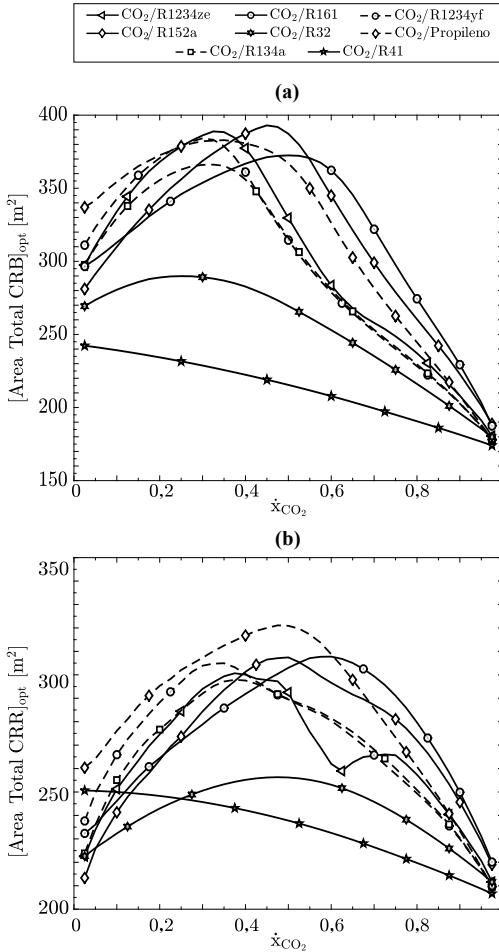 CO2/R1234ze CO2/R161 CO2/R1234yf
CO2/R152a CO2/R32 CO2/Propileno
CO2/R134a CO2/R41
(a)
[Area Total CRB]opt [m²]
400
350
300
250
200
150
0 0,2 0,4 0,6 0,8
ẋCO2
(b)
[Area Total CRR]opt [m²]
350
300
250
200
0 0,2 0,4 0,6 0,8
ẋCO2